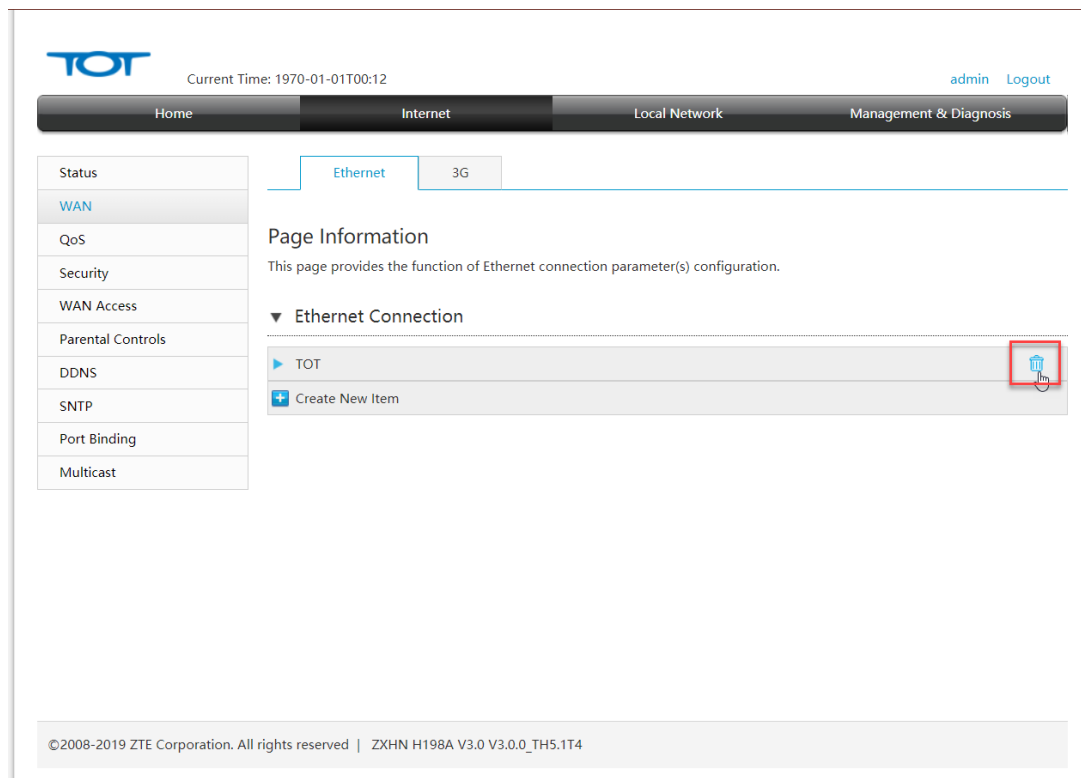 TOT
Current Time: 1970-01-01T00:12
admin Logout
Home Internet Local Network Management & Diagnosis
Status
WAN
QoS
Security
WAN Access
Parental Controls
DDNS
SNTP
Port Binding
Multicast
Ethernet 3G
Page Information
This page provides the function of Ethernet connection parameter(s) configuration.
Ethernet Connection
TOT
Create New Item
©2008-2019 ZTE Corporation. All rights reserved | ZXHN H198A V3.0 V3.0.0_TH5.1T4